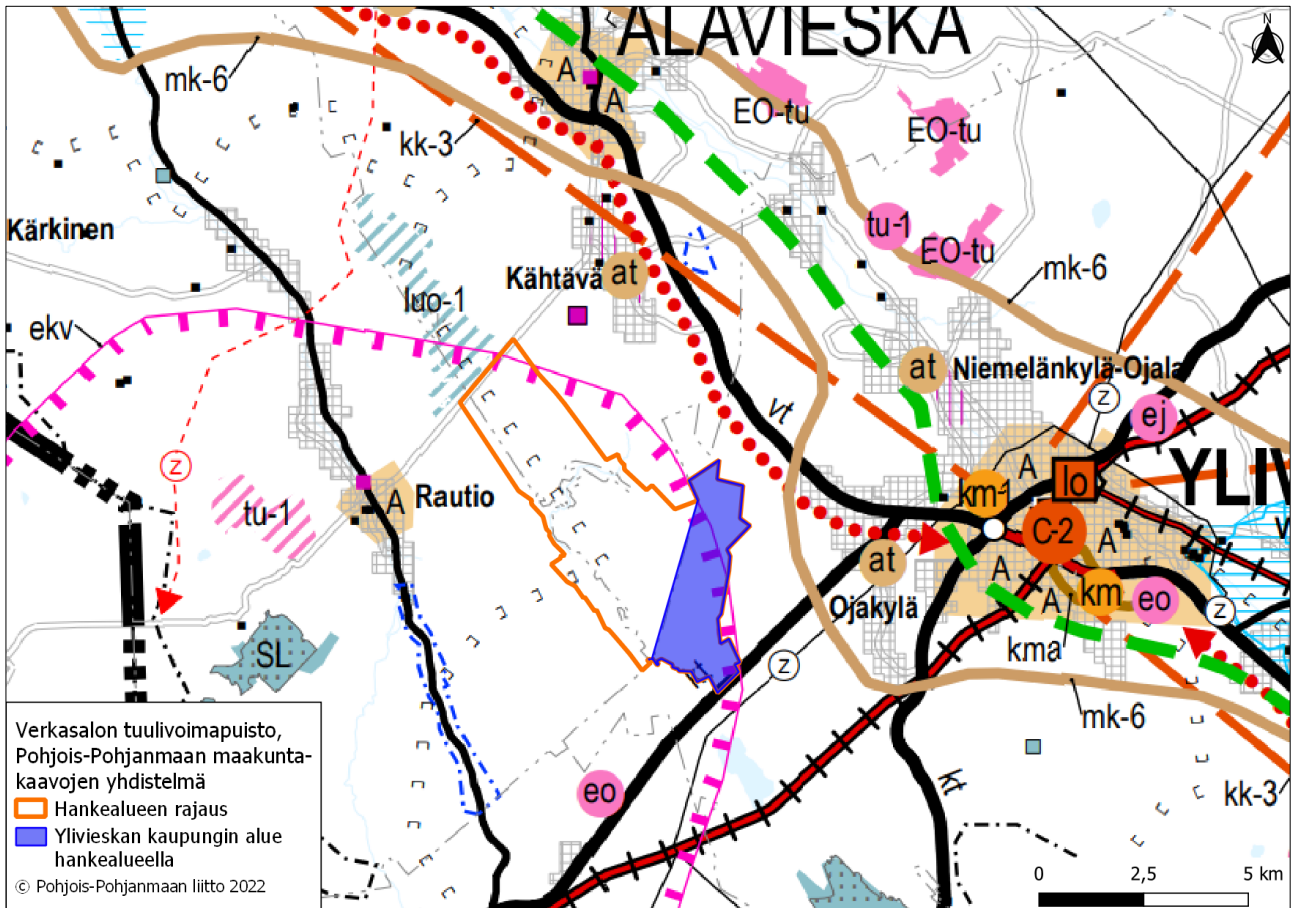 ALAVIESKA
N
mk-6
A
A
EO-tu
EO-tu
kk-3
Kärkinen
tu-1
EO-tu
mk-6
Kähtävä
at
luo-1
ekv
at
Niemelänkylä-Ojala
z
ej
vt
A
lo
YLIV
km-1
z
tu-1
A
Rautio
C-2
A
at
A
km
eo
A
z
Ojakylä
kma
SL
z
mk-6
eo
kt
kk-3
Verkasalon tuulivoimapuisto,
Pohjois-Pohjanmaan maakunta-
kaavojen yhdistelmä
Hankealueen rajaus
Ylivieskan kaupungin alue
hankealueella
© Pohjois-Pohjanmaan liitto 2022
0 2,5 5 km